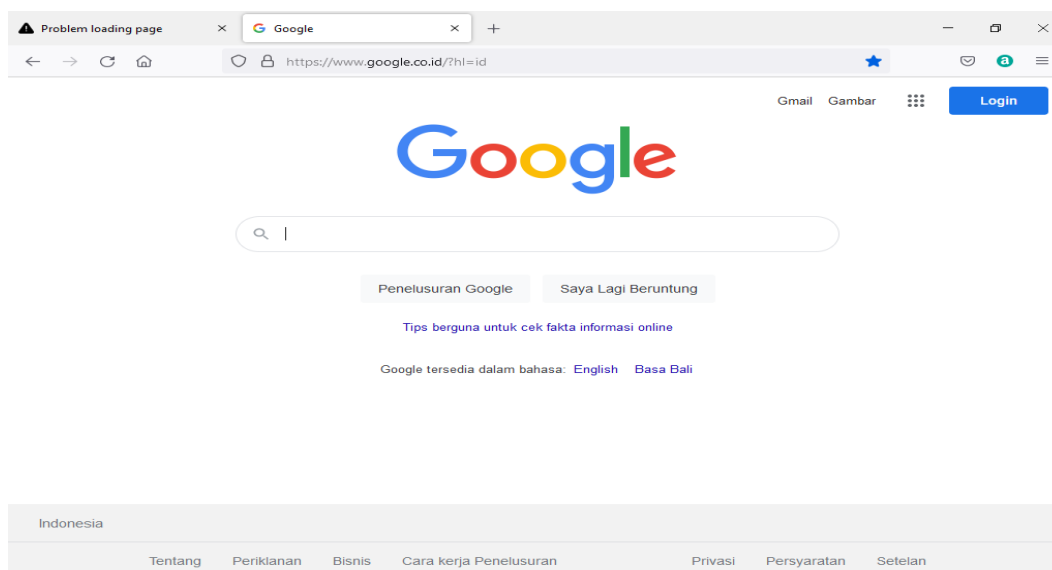 Problem loading page
Google
https://www.google.co.id/?hl=id
a
Gmail Gambar Login
Google
Penelusuran Google Saya Lagi Beruntung
Tips berguna untuk cek fakta informasi online
Google tersedia dalam bahasa: English Basa Bali
Indonesia
Tentang Periklanan Bisnis Cara kerja Penelusuran Privasi Persyaratan Setelan